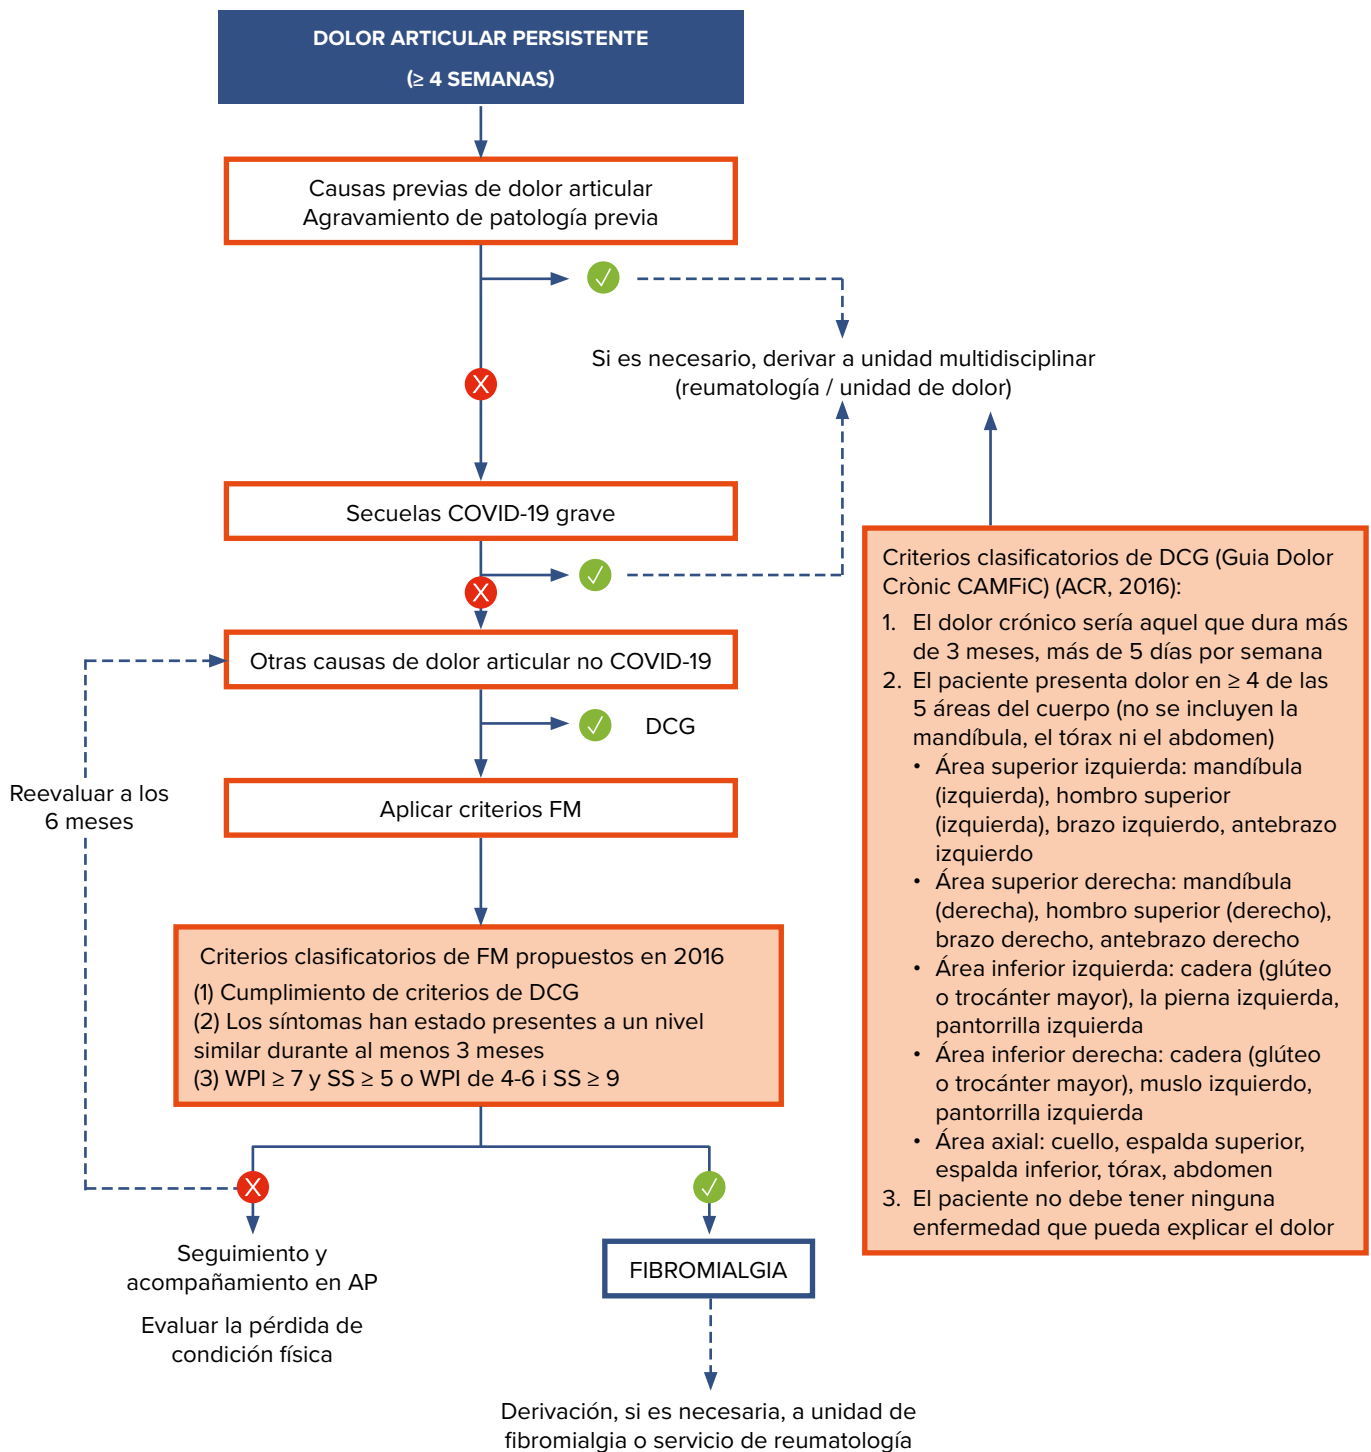 DOLOR ARTICULAR PERSISTENTE
(≥ 4 SEMANAS)
Causas previas de dolor articular
Agravamiento de patología previa
Si es necesario, derivar a unidad multidisciplinar
(reumatología / unidad de dolor)
Secuelas COVID-19 grave
Otras causas de dolor articular no COVID-19
DCG
Reevaluar a los
6 meses
Aplicar criterios FM
Criterios clasificatorios de FM propuestos en 2016
(1) Cumplimiento de criterios de DCG
(2) Los síntomas han estado presentes a un nivel
similar durante al menos 3 meses
(3) WPI ≥ 7 y SS ≥ 5 o WPI de 4-6 i SS ≥ 9
Seguimiento y
acompañamiento en AP
Evaluar la pérdida de
condición física
FIBROMIALGIA
Derivación, si es necesaria, a unidad de
fibromialgia o servicio de reumatología
Criterios clasificatorios de DCG (Guia Dolor
Crònic CAMFiC) (ACR, 2016):
1. El dolor crónico sería aquel que dura más
de 3 meses, más de 5 días por semana
2. El paciente presenta dolor en ≥ 4 de las
5 áreas del cuerpo (no se incluyen la
mandíbula, el tórax ni el abdomen)
• Área superior izquierda: mandíbula
(izquierda), hombro superior
(izquierda), brazo izquierdo, antebrazo
izquierdo
• Área superior derecha: mandíbula
(derecha), hombro superior (derecho),
brazo derecho, antebrazo derecho
• Área inferior izquierda: cadera (glúteo
o trocánter mayor), la pierna izquierda,
pantorrilla izquierda
• Área inferior derecha: cadera (glúteo
o trocánter mayor), muslo izquierdo,
pantorrilla izquierda
• Área axial: cuello, espalda superior,
espalda inferior, tórax, abdomen
3. El paciente no debe tener ninguna
enfermedad que pueda explicar el dolor